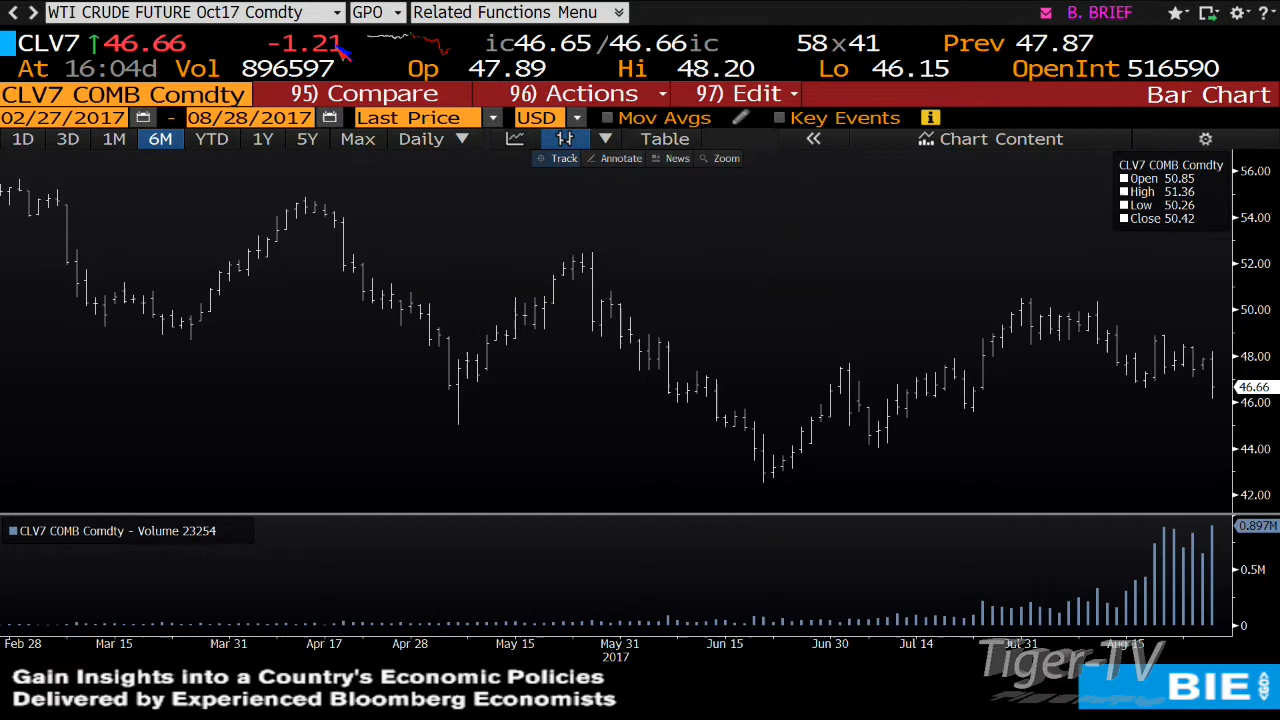 WTI CRUDE FUTURE Oct17 Comdty GPO Related Functions Menu B. BRIEF ?
CLV7 ↑46.66 -1.21 ic46.65/46.66ic 58x41 Prev 47.87
At 16:04d Vol 896597 Op 47.89 Hi 48.20 Lo 46.15 OpenInt 516590
CLV7 COMB Comdty 95) Compare 96) Actions 97) Edit Bar Chart
02/27/2017 - 08/28/2017 Last Price USD Mov Avgs Key Events i
1D 3D 1M 6M YTD 1Y 5Y Max Daily Table « Chart Content
Track Annotate News Zoom
CLV7 COMB Comdty
Open 50.85
High 51.36
Low 50.26
Close 50.42
56.00
54.00
52.00
50.00
48.00
46.66
46.00
44.00
42.00
CLV7 COMB Comdty - Volume 23254
0.897M
0.5M
0
Feb 28 Mar 15 Mar 31 Apr 17 Apr 28 May 15 May 31 Jun 15 Jun 30 Jul 14 Jul 31 Aug 15
2017
Tiger-TV
Gain Insights into a Country's Economic Policies
Delivered by Experienced Bloomberg Economists
BIE